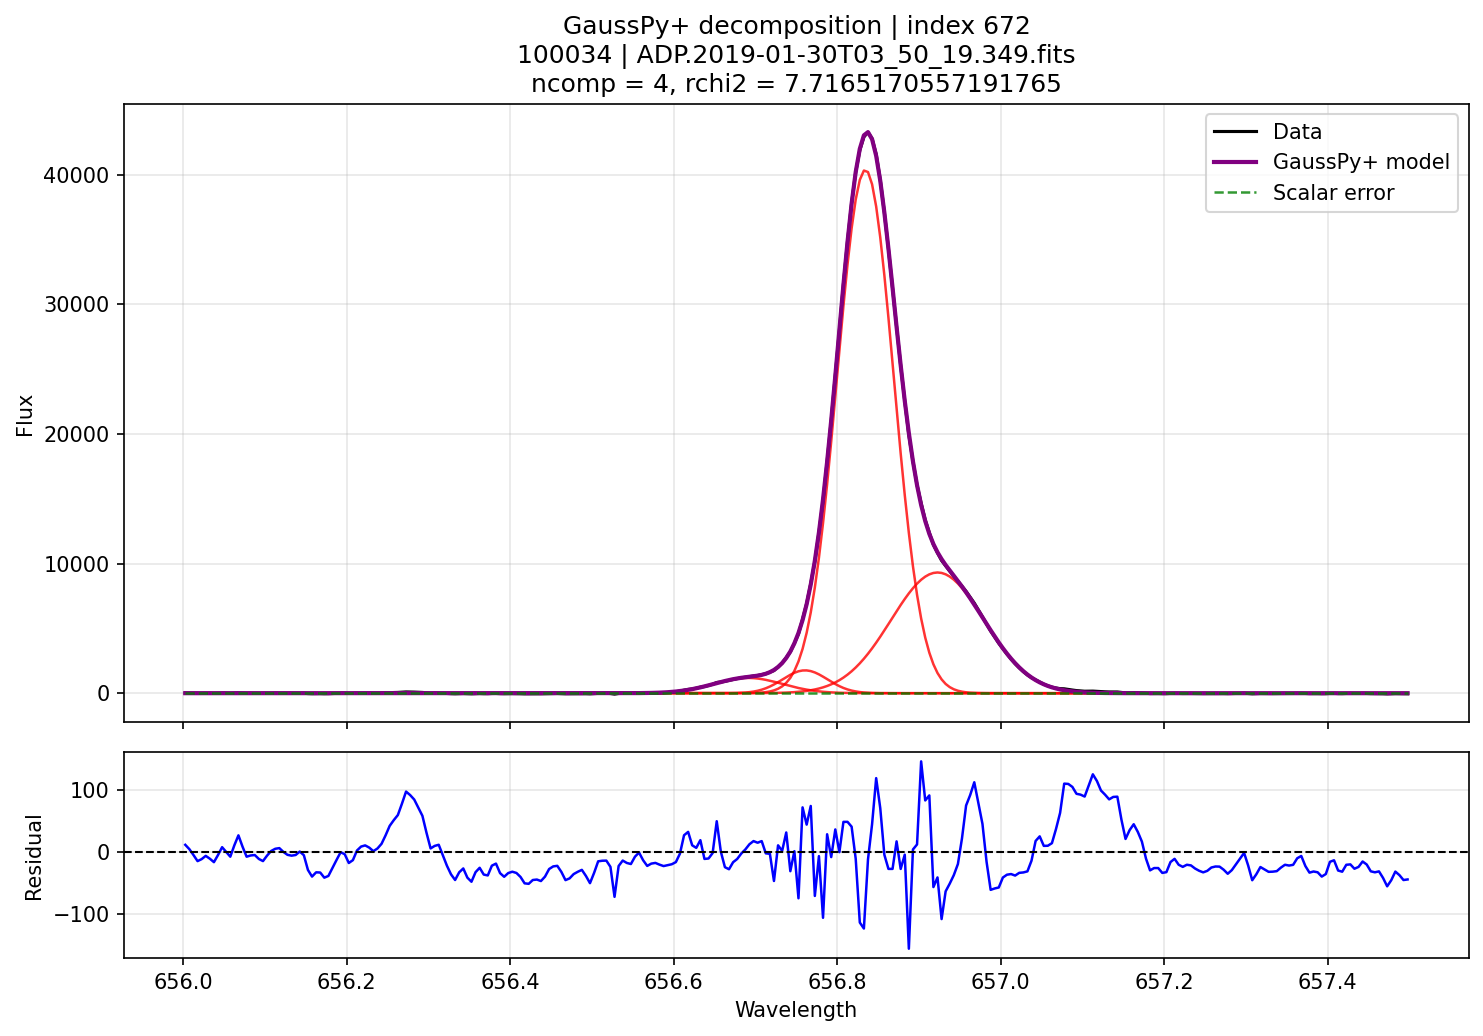 GaussPy+ decomposition | index 672
100034 | ADP.2019-01-30T03_50_19.349.fits
ncomp = 4, rchi2 = 7.7165170557191765
Data
GaussPy+ model
Scalar error
Flux
40000
30000
20000
10000
0
Residual
100
0
−100
656.0
656.2
656.4
656.6
656.8
657.0
657.2
657.4
Wavelength